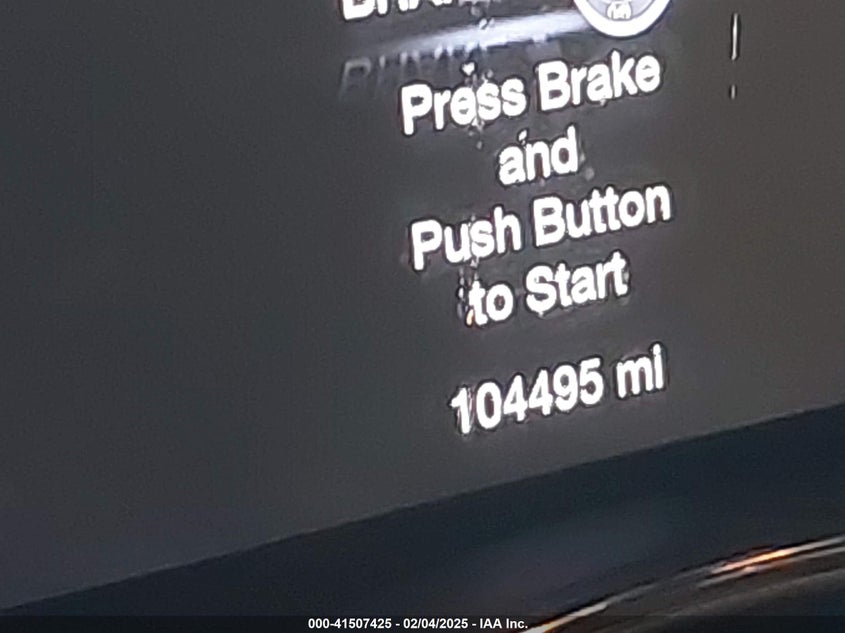 Press Brake
and
Push Button
to Start
104495 mi
000-41507425 - 02/04/2025 - IAA Inc.